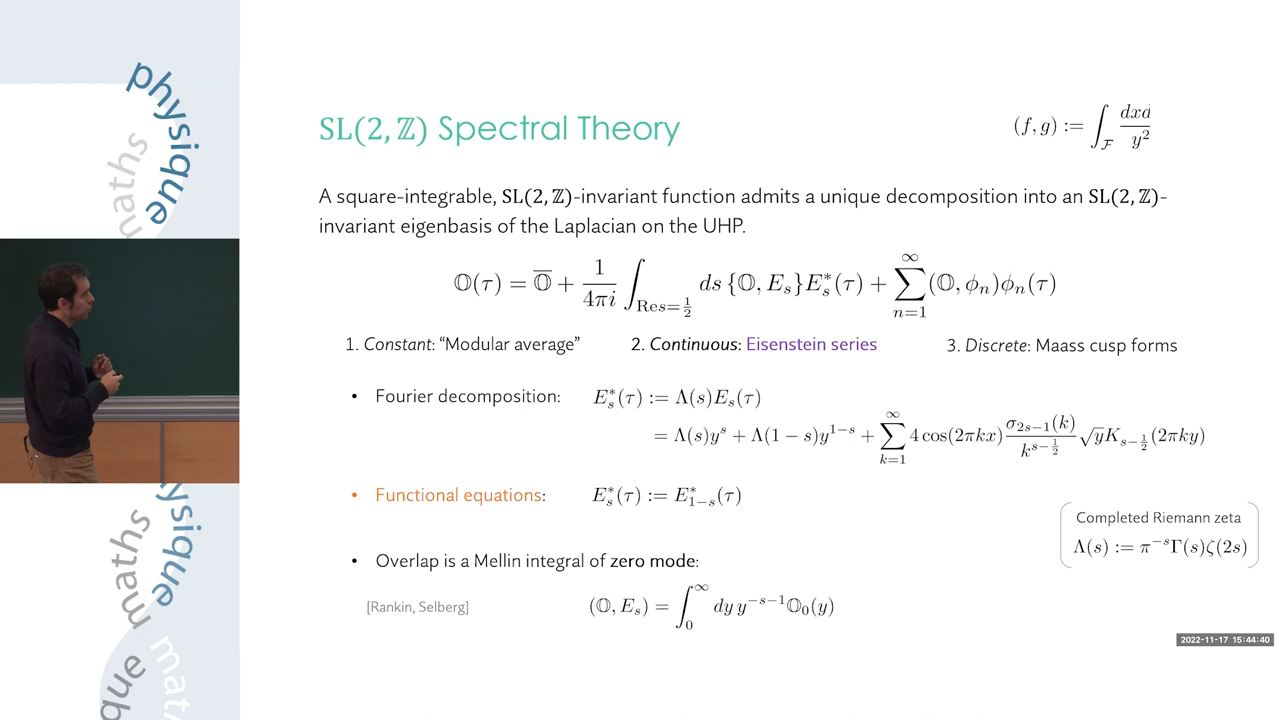 physique
maths
SL(2, ℤ) Spectral Theory
(f, g) := ∫_F dxd / y²
A square-integrable, SL(2, ℤ)-invariant function admits a unique decomposition into an SL(2, ℤ)-
invariant eigenbasis of the Laplacian on the UHP.
𝕆(τ) = 𝕆̅ + 1/4πi ∫_{Res=1/2} ds {𝕆, E_s}E*_s(τ) + ∑_{n=1}^{∞} (𝕆, ϕ_n)ϕ_n(τ)
1. Constant: “Modular average” 2. Continuous: Eisenstein series 3. Discrete: Maass cusp forms
• Fourier decomposition: E*_s(τ) := Λ(s)E_s(τ)
= Λ(s)y^s + Λ(1 − s)y^{1−s} + ∑_{k=1}^{∞} 4 cos(2πkx) σ_{2s−1}(k) / k^{s−1/2} √y K_{s−1/2}(2πky)
• Functional equations: E*_s(τ) := E*_{1−s}(τ)
Completed Riemann zeta
Λ(s) := π^{−s}Γ(s)ζ(2s)
• Overlap is a Mellin integral of zero mode:
[Rankin, Selberg] (𝕆, E_s) = ∫_0^∞ dy y^{−s−1}𝕆_0(y)
2022-11-17 15:44:40
ysique
maths
que
mat